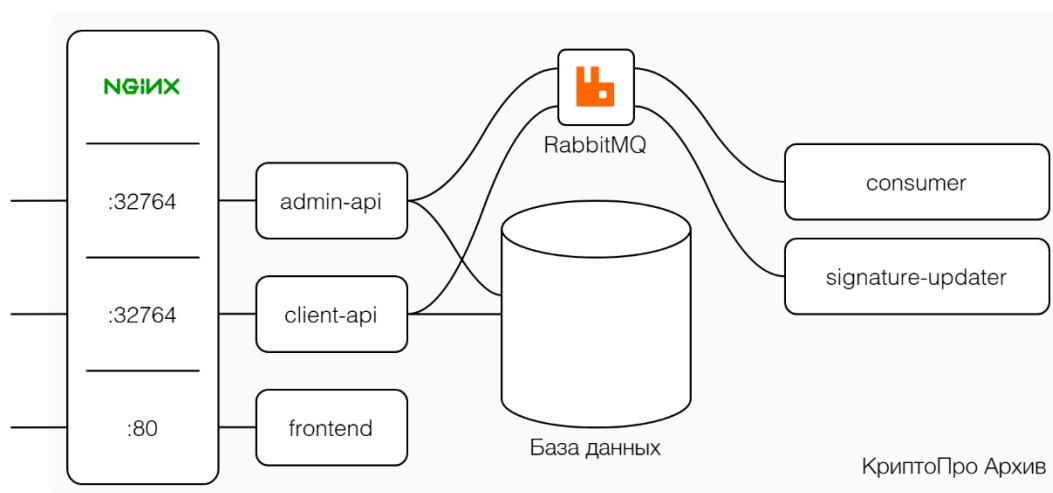 NGINX
RabbitMQ
:32764
admin-api
consumer
:32764
client-api
signature-updater
:80
frontend
База данных
КриптоПро Архив